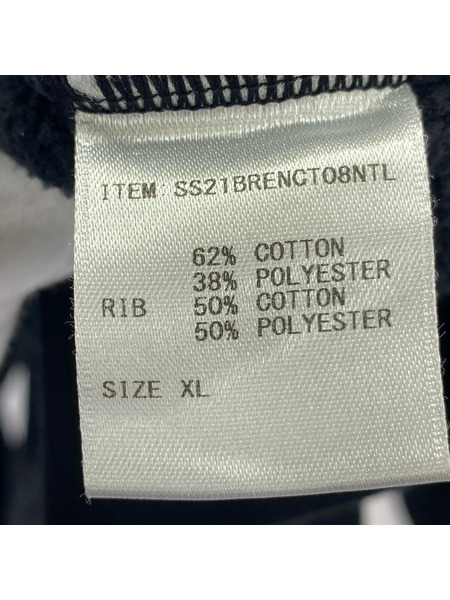 ITEM: SS21BRENCT08NTL
62% COTTON
38% POLYESTER
RIB 50% COTTON
50% POLYESTER
SIZE XL